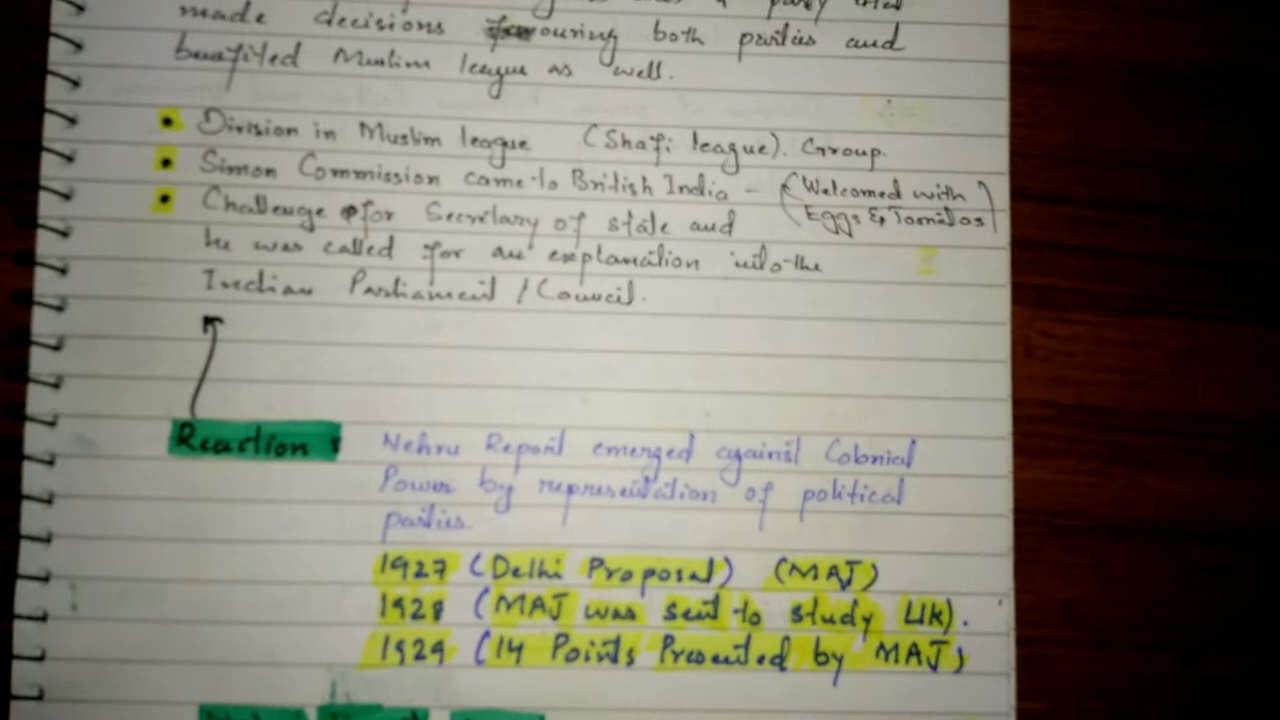 made decisions favouring both parties and
benefited Muslim league as well.
• Division in Muslim league (Shafi league). Group.
• Simon Commission came to British India - (Welcomed with Eggs & Tomatos)
• Challenge for Secretary of state and
he was called for an explanation into the
Indian Parliament / Council.
Reaction : Nehru Report emerged against Colonial
Power by representation of political
parties.
1927 (Delhi Proposal) (MAJ)
1928 (MAJ was sent to study UK).
1929 (14 Points Presented by MAJ)